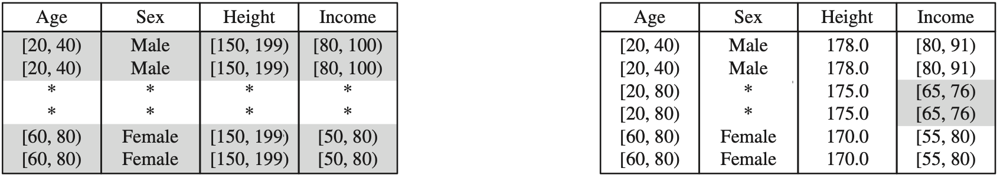 Age Sex Height Income
[20, 40) Male [150, 199) [80, 100)
[20, 40) Male [150, 199) [80, 100)
* * * *
* * * *
[60, 80) Female [150, 199) [50, 80)
[60, 80) Female [150, 199) [50, 80)
Age Sex Height Income
[20, 40) Male 178.0 [80, 91)
[20, 40) Male 178.0 [80, 91)
[20, 80) * 175.0 [65, 76)
[20, 80) * 175.0 [65, 76)
[60, 80) Female 170.0 [55, 80)
[60, 80) Female 170.0 [55, 80)